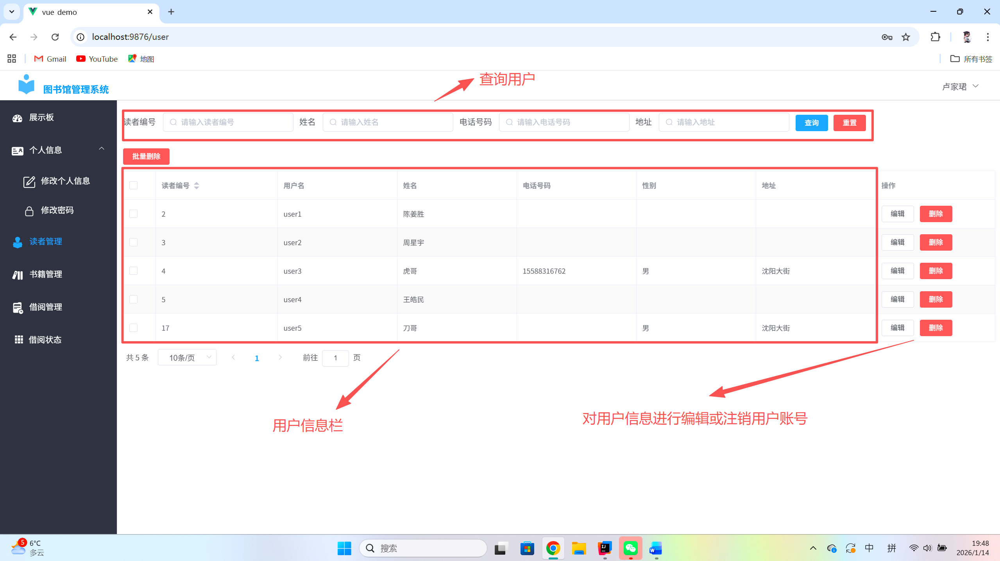 vue demo
localhost:9876/user
Gmail YouTube 地图 所有书签
查询用户
图书馆管理系统 卢家珺
展示板
个人信息
修改个人信息
修改密码
读者管理
书籍管理
借阅管理
借阅状态
读者编号 请输入读者编号 姓名 请输入姓名 电话号码 请输入电话号码 地址 请输入地址 查询 重置
批量删除
读者编号 用户名 姓名 电话号码 性别 地址 操作
2 user1 陈姜胜 编辑 删除
3 user2 周星宇 编辑 删除
4 user3 虎哥 15588316762 男 沈阳大街 编辑 删除
5 user4 王皓民 编辑 删除
17 user5 刀哥 男 沈阳大街 编辑 删除
共 5 条 10条/页 1 前往 1 页
对用户信息进行编辑或注销用户账号
用户信息栏
5 6°C
多云
搜索
中 拼
19:48
2026/1/14